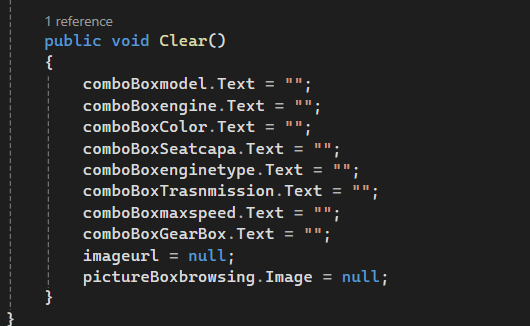 1 reference
public void Clear()
{
comboBoxmodel.Text = "";
comboBoxengine.Text = "";
comboBoxColor.Text = "";
comboBoxSeatcapa.Text = "";
comboBoxenginetype.Text = "";
comboBoxTrasnmission.Text = "";
comboBoxmaxspeed.Text = "";
comboBoxGearBox.Text = "";
imageurl = null;
pictureBoxbrowsing.Image = null;
}
}